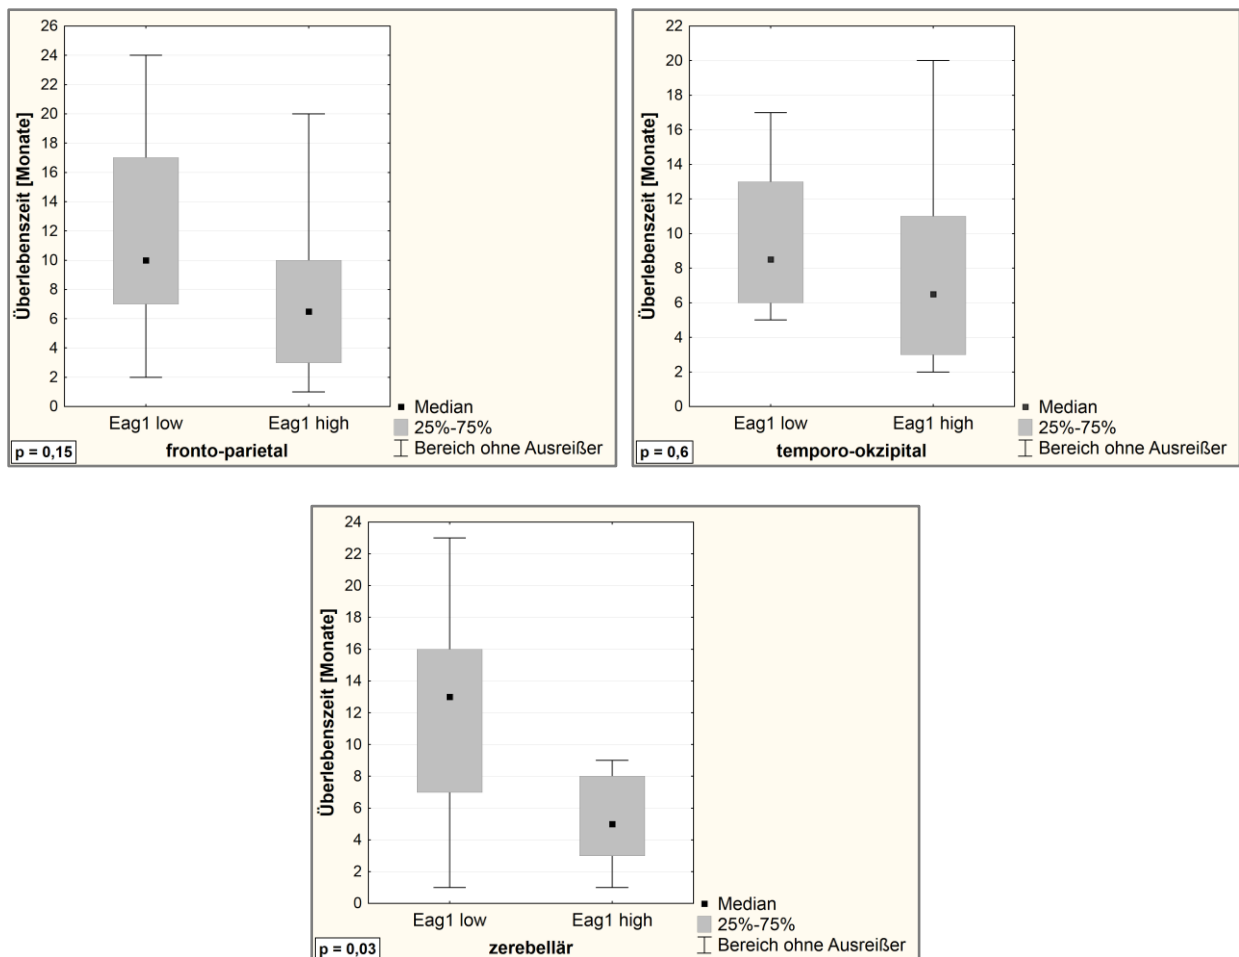 Überlebenszeit [Monate]
26
24
22
20
18
16
14
12
10
8
6
4
2
0
Eag1 low
Eag1 high
fronto-parietal
p = 0,15
Median
25%-75%
Bereich ohne Ausreißer
Überlebenszeit [Monate]
22
20
18
16
14
12
10
8
6
4
2
0
Eag1 low
Eag1 high
temporo-okzipital
p = 0,6
Median
25%-75%
Bereich ohne Ausreißer
Überlebenszeit [Monate]
24
22
20
18
16
14
12
10
8
6
4
2
0
Eag1 low
Eag1 high
zerebellär
p = 0,03
Median
25%-75%
Bereich ohne Ausreißer